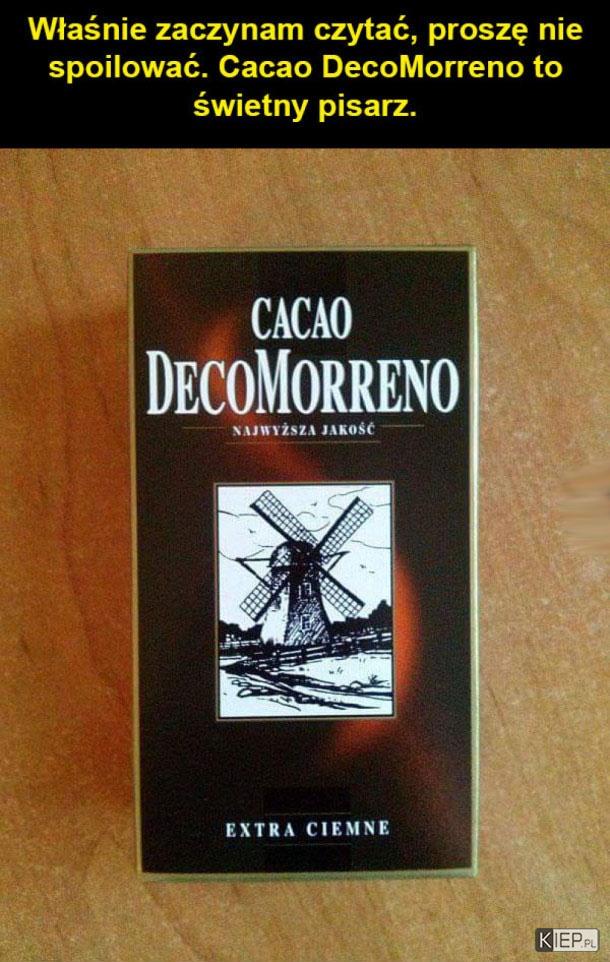 Właśnie zaczynam czytać, proszę nie
spoilować. Cacao DecoMorreno to
świetny pisarz.
CACAO
DECOMORRENO
NAJWYŻSZA JAKOŚĆ
EXTRA CIEMNE
KIEP.PL